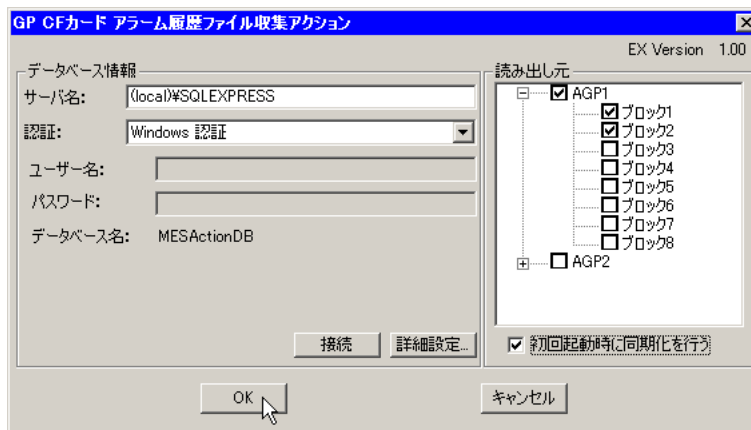 GP CFカード アラーム履歴ファイル収集アクション
EX Version 1.00
データベース情報
サーバ名: (local)¥SQLEXPRESS
認証: Windows 認証
ユーザー名:
パスワード:
データベース名: MESActionDB
接続 詳細設定...
読み出し元
AGP1
ブロック1
ブロック2
ブロック3
ブロック4
ブロック5
ブロック6
ブロック7
ブロック8
AGP2
初回起動時に同期化を行う
OK キャンセル